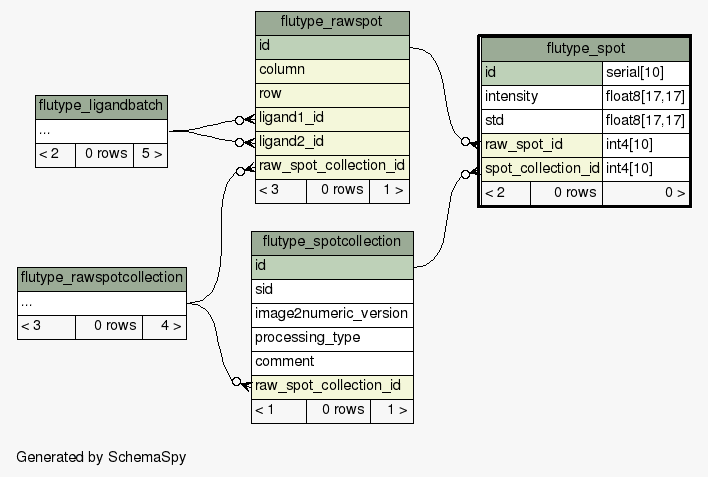 flutype_rawspot
id
column
row
ligand1_id
ligand2_id
raw_spot_collection_id
< 3 0 rows 1 >
flutype_spot
id serial[10]
intensity float8[17,17]
std float8[17,17]
raw_spot_id int4[10]
spot_collection_id int4[10]
< 2 0 rows 0 >
flutype_ligandbatch
...
< 2 0 rows 5 >
flutype_spotcollection
id
sid
image2numeric_version
processing_type
comment
raw_spot_collection_id
< 1 0 rows 1 >
flutype_rawspotcollection
...
< 3 0 rows 4 >
Generated by SchemaSpy